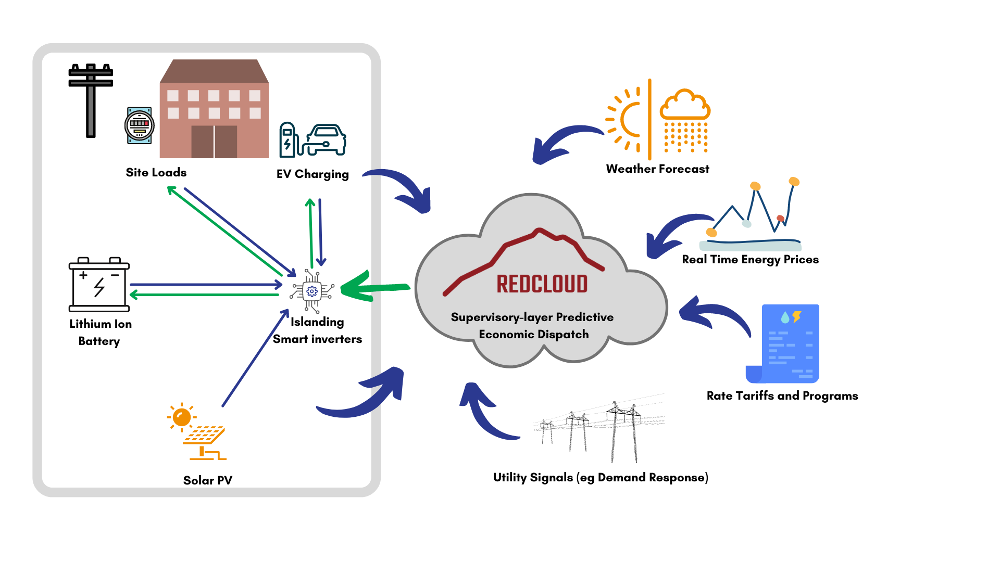 Site Loads
EV Charging
Lithium Ion
Battery
Islanding
Smart inverters
Solar PV
REDCLOUD
Supervisory-layer Predictive
Economic Dispatch
Weather Forecast
Real Time Energy Prices
Rate Tariffs and Programs
Utility Signals (eg Demand Response)